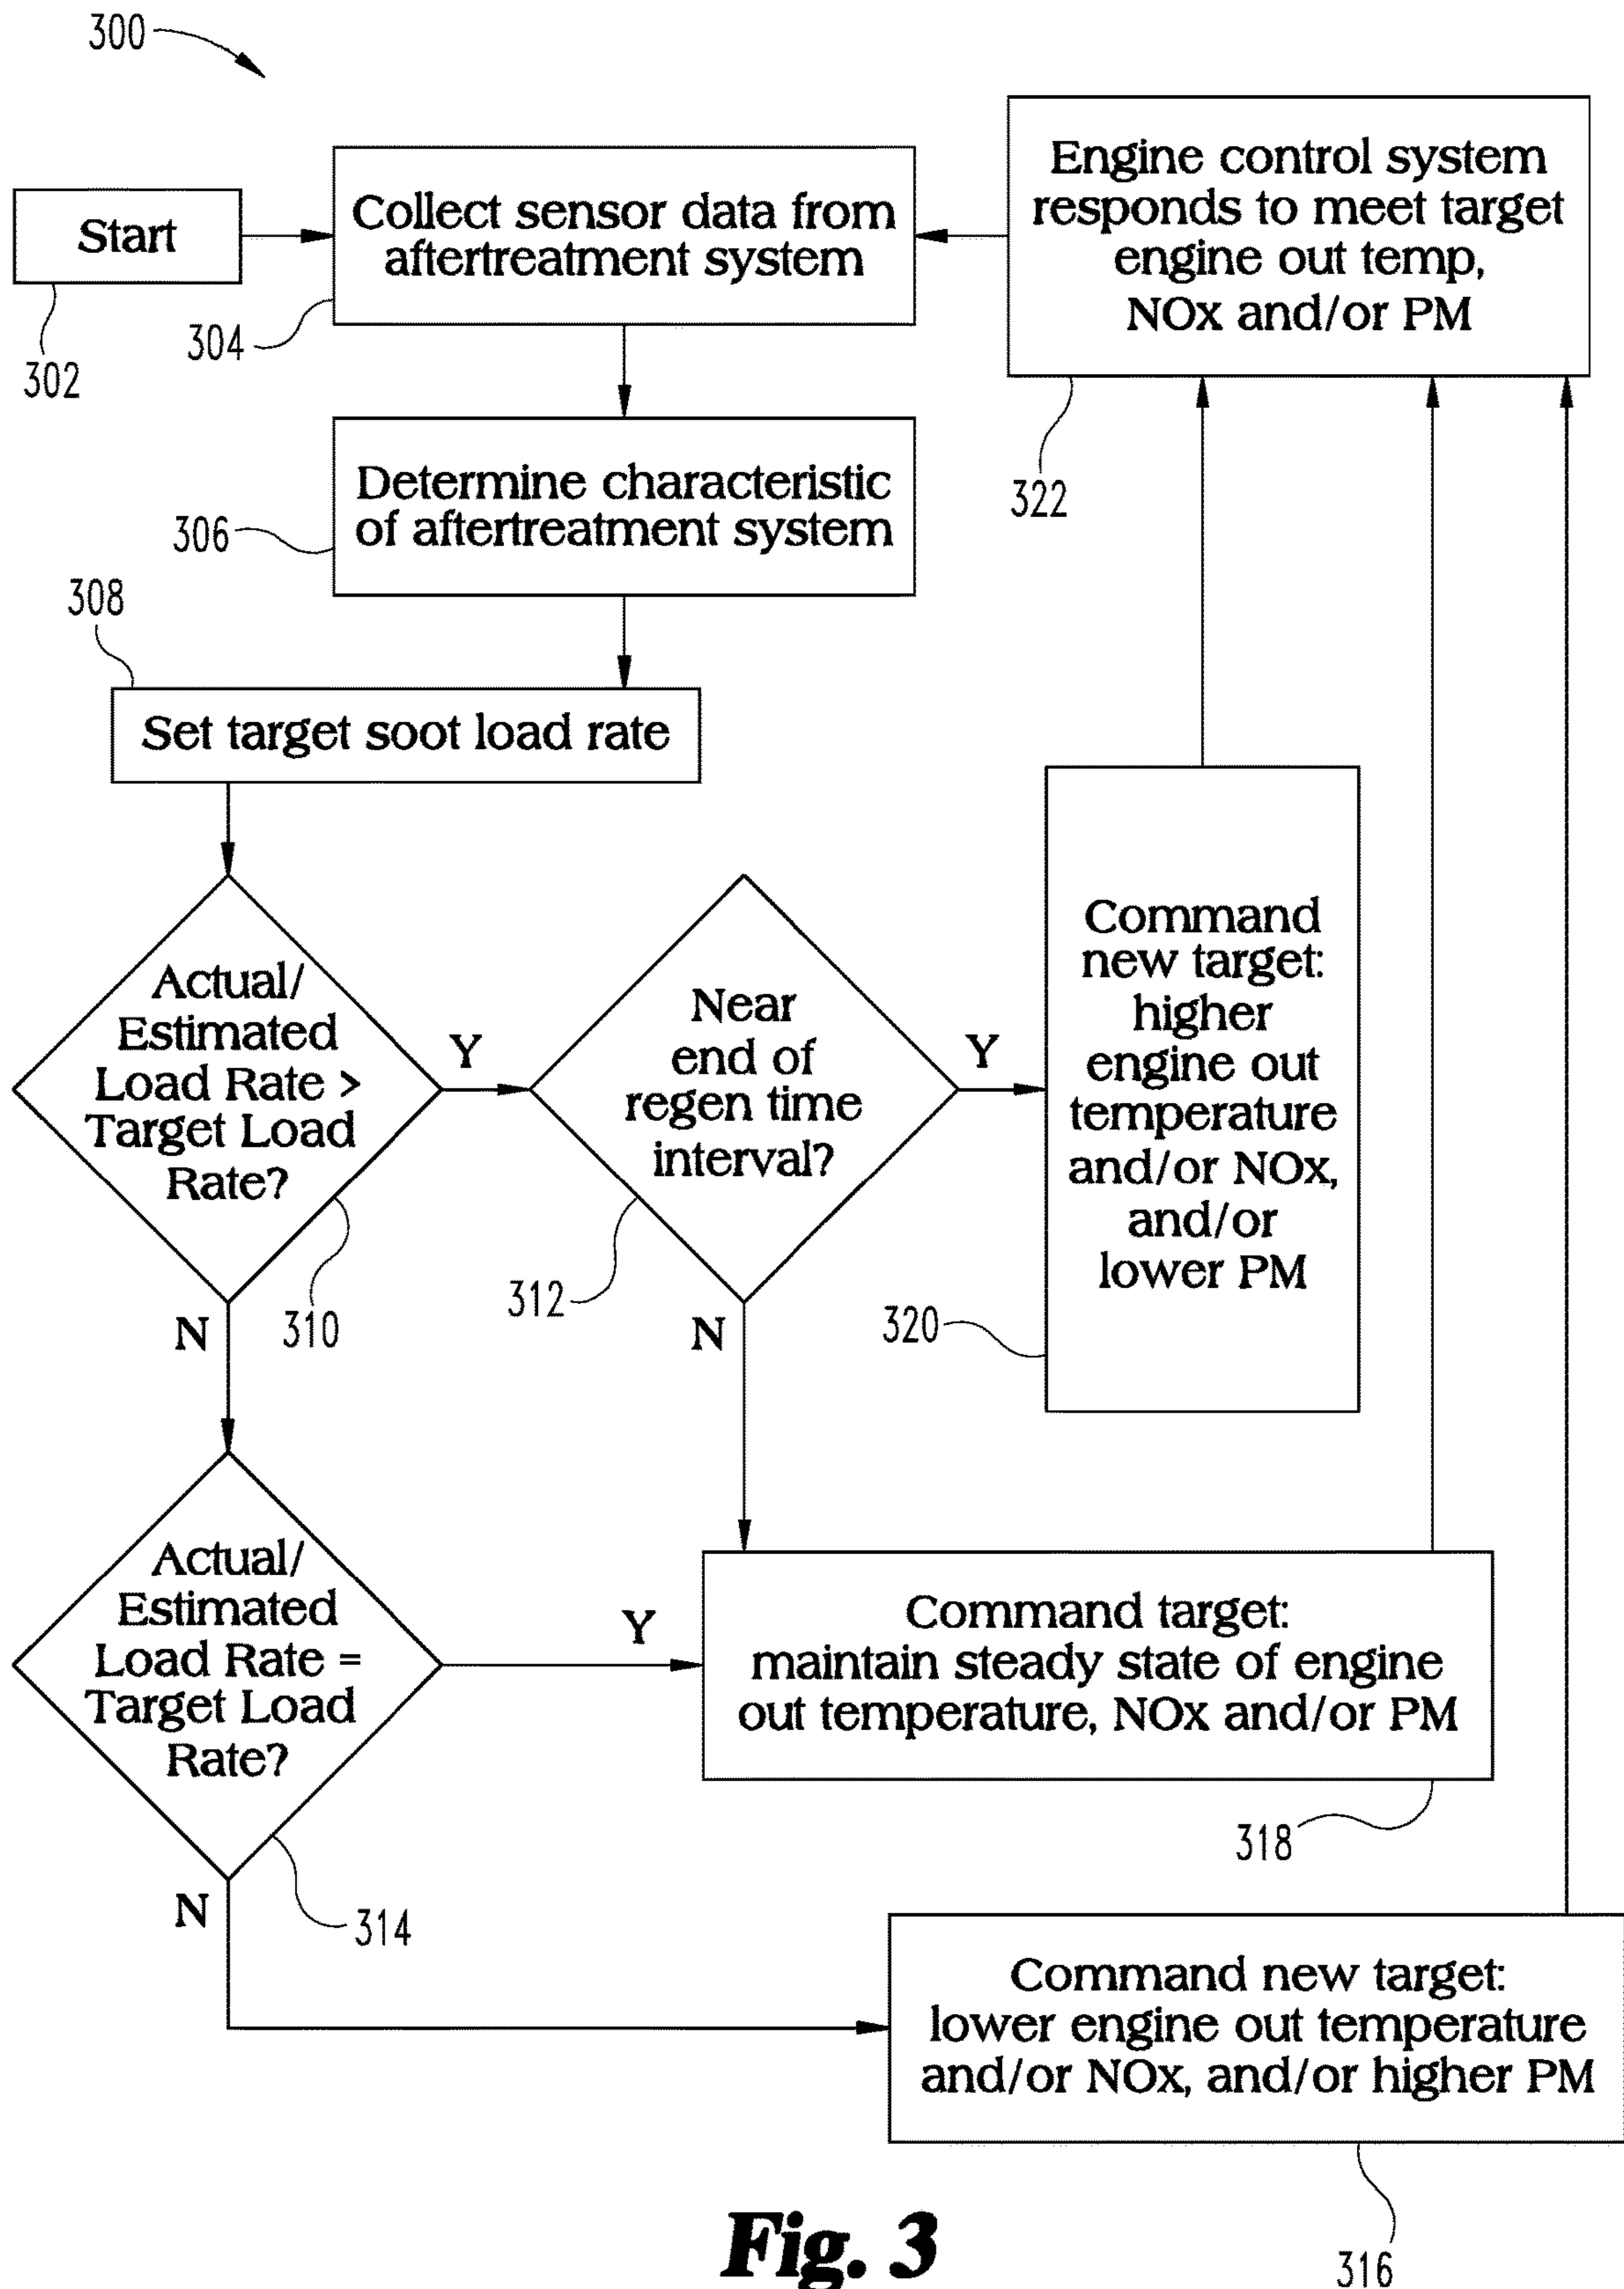 300
Start
302
Collect sensor data from
aftertreatment system
304
Engine control system
responds to meet target
engine out temp,
NOx and/or PM
322
Determine characteristic
of aftertreatment system
306
308
Set target soot load rate
Actual/
Estimated
Load Rate >
Target Load
Rate?
310
Y
N
Near
end of
regen time
interval?
312
Y
N
Command
new target:
higher
engine out
temperature
and/or NOx,
and/or
lower PM
320
Actual/
Estimated
Load Rate =
Target Load
Rate?
314
Y
N
Command target:
maintain steady state of engine
out temperature, NOx and/or PM
318
Command new target:
lower engine out temperature
and/or NOx, and/or higher PM
316
Fig. 3